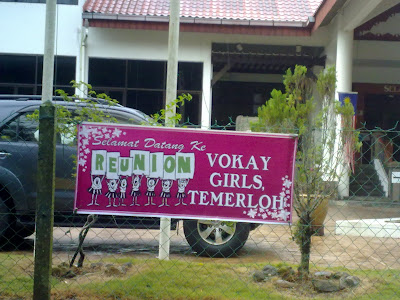 Selamat Datang Ke
REUNION
VOKAY
GIRLS,
TEMERLOH